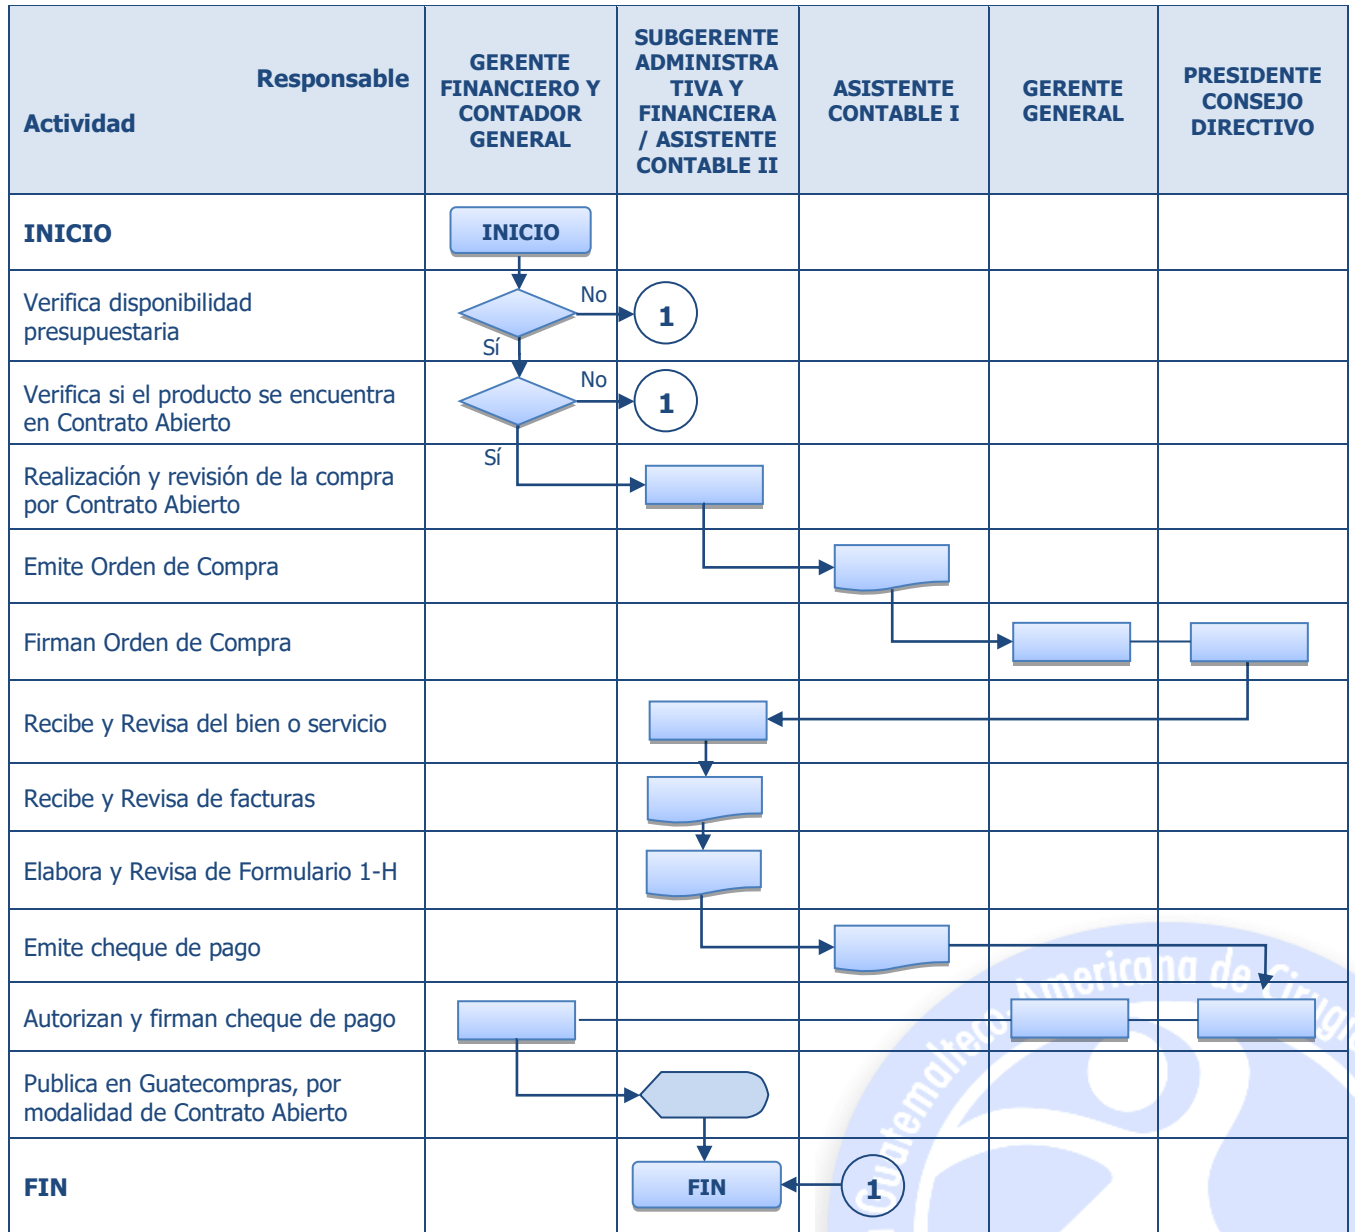 Responsable
Actividad
GERENTE
FINANCIERO Y
CONTADOR
GENERAL
SUBGERENTE
ADMINISTRA
TIVA Y
FINANCIERA
/ ASISTENTE
CONTABLE II
ASISTENTE
CONTABLE I
GERENTE
GENERAL
PRESIDENTE
CONSEJO
DIRECTIVO
INICIO
INICIO
Verifica disponibilidad
presupuestaria
No
1
Sí
Verifica si el producto se encuentra
en Contrato Abierto
No
1
Sí
Realización y revisión de la compra
por Contrato Abierto
Emite Orden de Compra
Firman Orden de Compra
Recibe y Revisa del bien o servicio
Recibe y Revisa de facturas
Elabora y Revisa de Formulario 1-H
Emite cheque de pago
Autorizan y firman cheque de pago
Publica en Guatecompras, por
modalidad de Contrato Abierto
FIN
FIN
1
Guatemalteco-Americana de